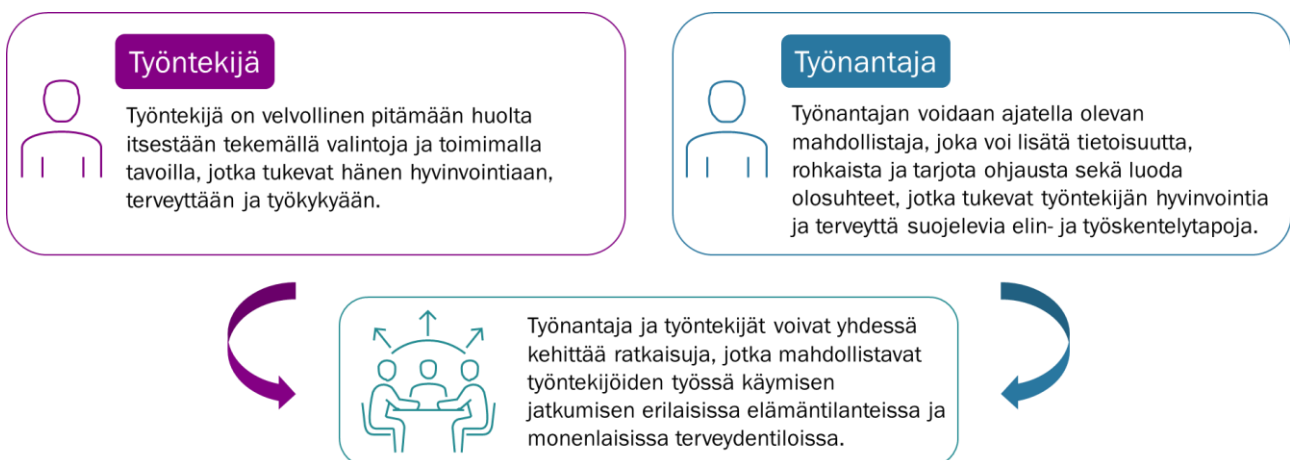 Työntekijä
Työntekijä on velvollinen pitämään huolta
itsestään tekemällä valintoja ja toimimalla
tavoilla, jotka tukevat hänen hyvinvointiaan,
terveyttään ja työkykyään.
Työnantaja
Työnantajan voidaan ajatella olevan
mahdollistaja, joka voi lisätä tietoisuutta,
rohkaista ja tarjota ohjausta sekä luoda
olosuhteet, jotka tukevat työntekijän hyvinvointia
ja terveyttä suojelevia elin- ja työskentelytapoja.
Työnantaja ja työntekijät voivat yhdessä
kehittää ratkaisuja, jotka mahdollistavat
työntekijöiden työssä käymisen
jatkumisen erilaisissa elämäntilanteissa ja
monenlaisissa terveydentiloissa.